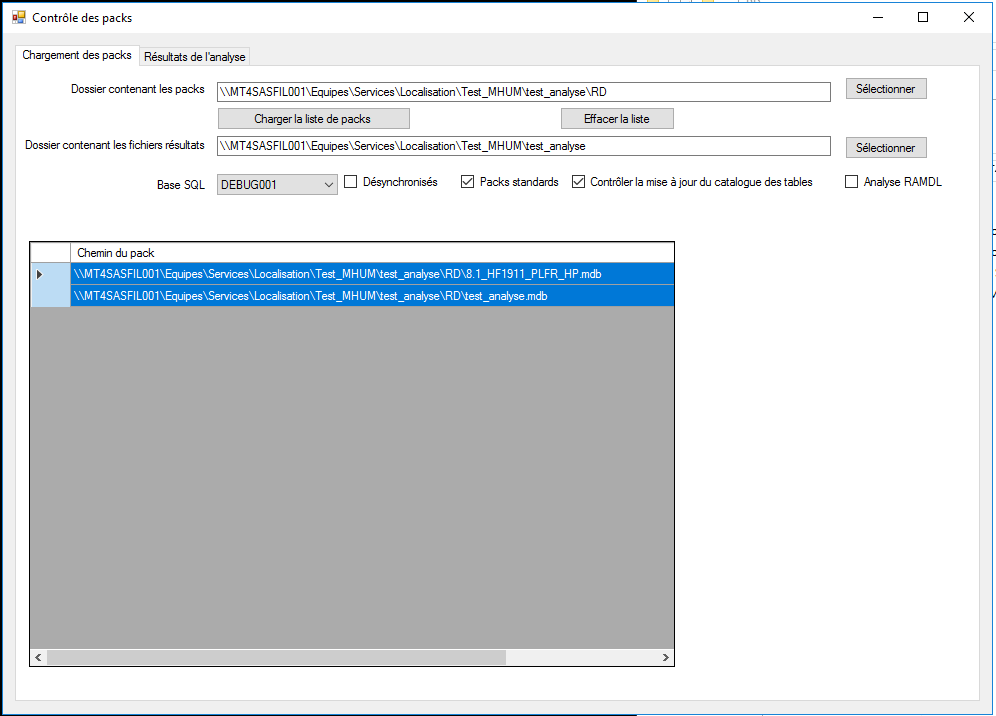 Contrôle des packs
Chargement des packs
Résultats de l'analyse
Dossier contenant les packs
\\MT4SASFIL001\Equipes\Services\Localisation\Test_MHUM\test_analyse\RD
Sélectionner
Charger la liste de packs
Effacer la liste
Dossier contenant les fichiers résultats
\\MT4SASFIL001\Equipes\Services\Localisation\Test_MHUM\test_analyse
Sélectionner
Base SQL
DEBUG001
Désynchronisés
Packs standards
Contrôler la mise à jour du catalogue des tables
Analyse RAMDL
Chemin du pack
\\MT4SASFIL001\Equipes\Services\Localisation\Test_MHUM\test_analyse\RD\8.1_HF1911_PLFR_HP.mdb
\\MT4SASFIL001\Equipes\Services\Localisation\Test_MHUM\test_analyse\RD\test_analyse.mdb